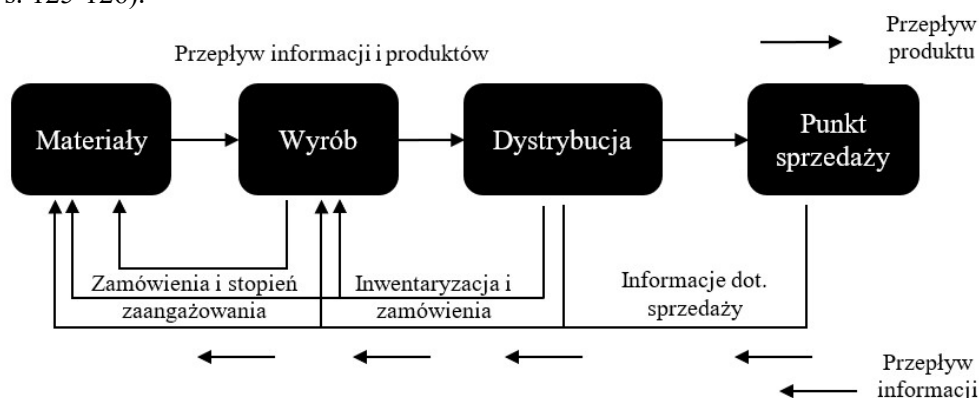 s. 125-126).
Przepływ
produktu
Przepływ informacji i produktów
Materiały
Wyrób
Dystrybucja
Punkt
sprzedaży
Zamówienia i stopień
zaangażowania
Inwentaryzacja i
zamówienia
Informacje dot.
sprzedaży
Przepływ
informacji